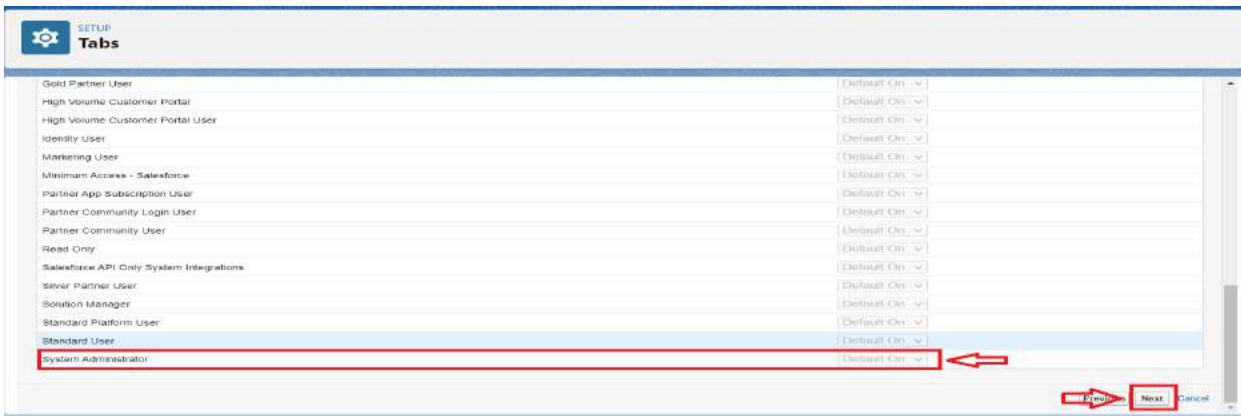 SETUP
Tabs
Gold Partner User Default On
High Volume Customer Portal Default On
High Volume Customer Portal User Default On
Identity User Default On
Marketing User Default On
Minimum Access - Salesforce Default On
Partner App Subscription User Default On
Partner Community Login User Default On
Partner Community User Default On
Read Only Default On
Salesforce API Only System Integrations Default On
Silver Partner User Default On
Solution Manager Default On
Standard Platform User Default On
Standard User Default On
System Administrator Default On
Previous Next Cancel